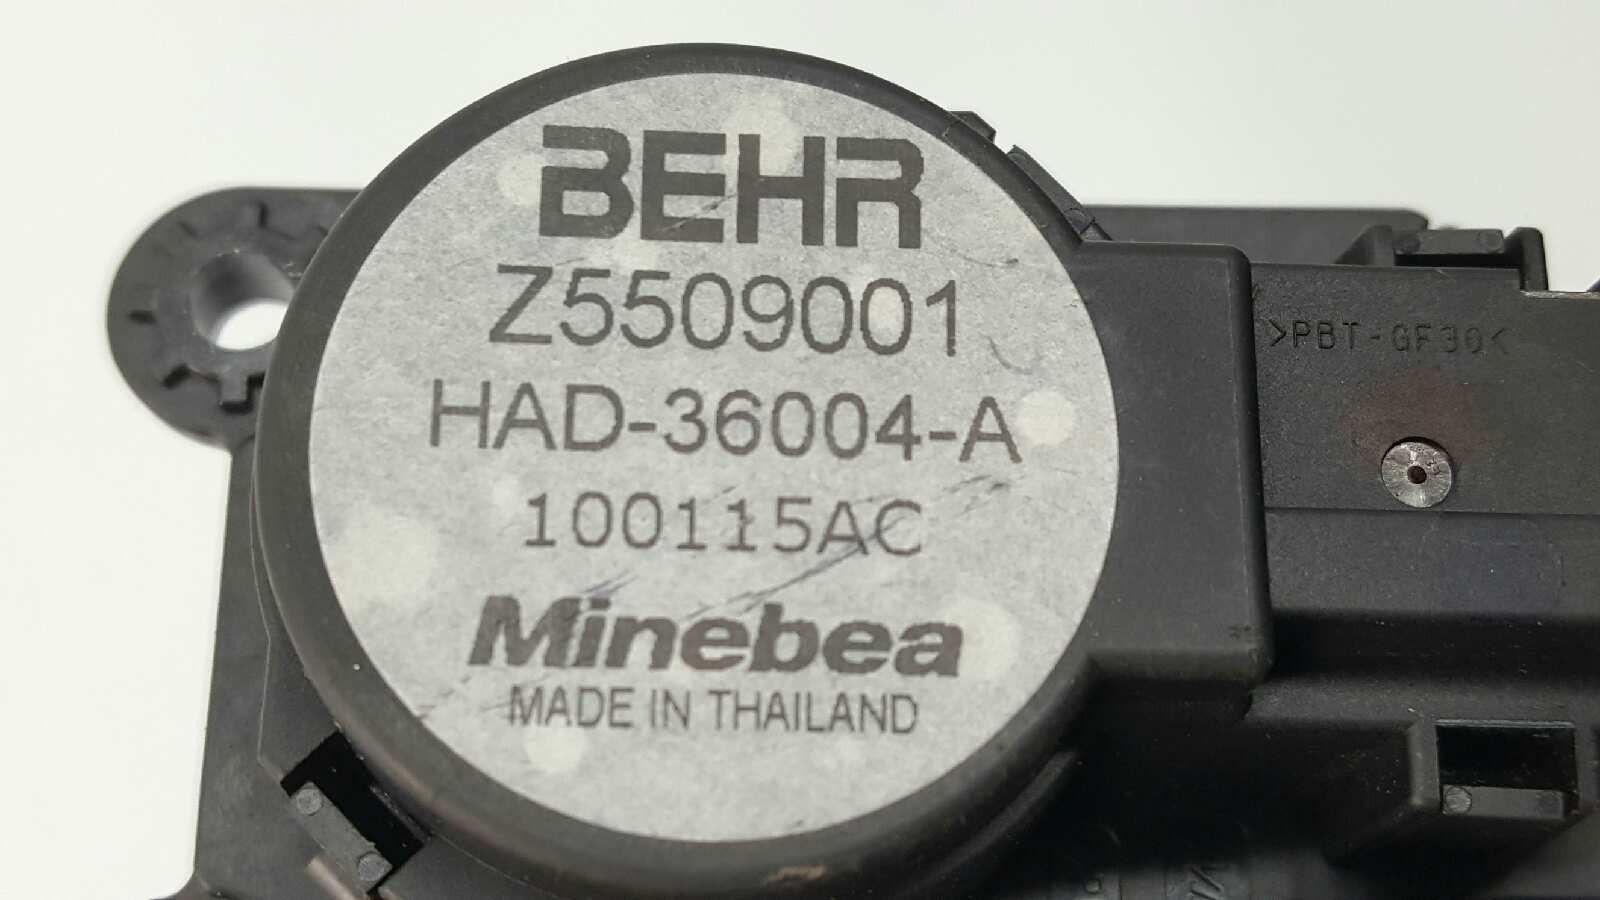 BEHR
Z5509001
HAD-36004-A
100115AC
Minebea
MADE IN THAILAND
>PBT-GF30<